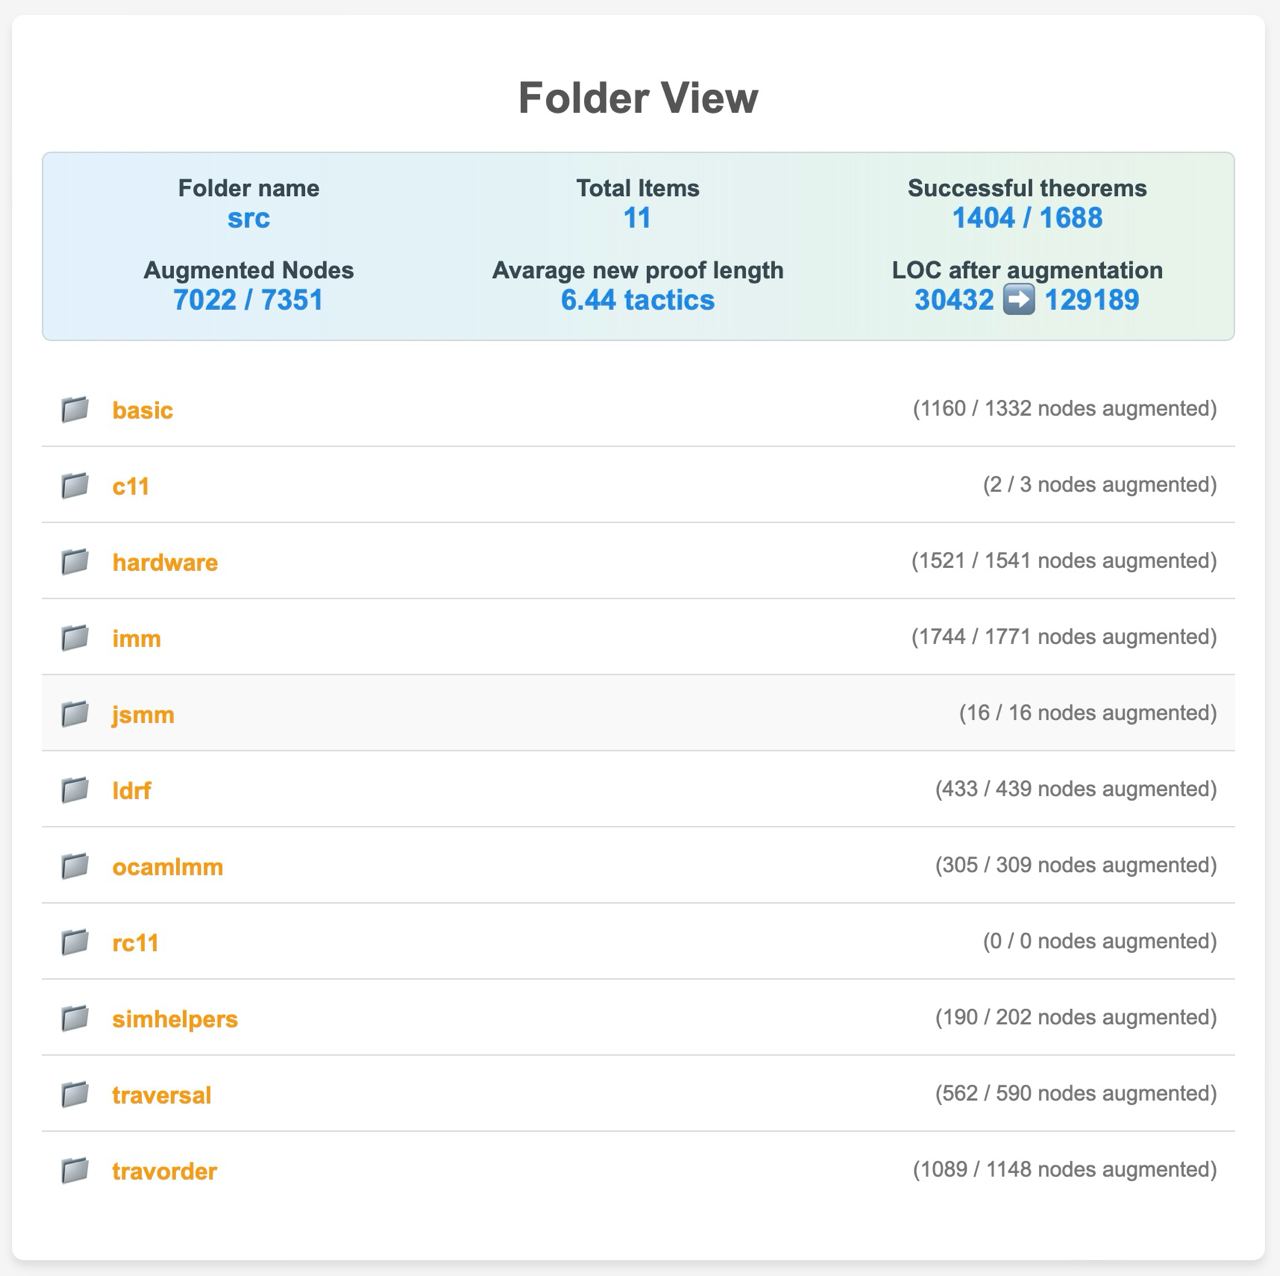 Folder View
Folder name
src
Total Items
11
Successful theorems
1404 / 1688
Augmented Nodes
7022 / 7351
Avarage new proof length
6.44 tactics
LOC after augmentation
30432 ➡️ 129189
basic (1160 / 1332 nodes augmented)
c11 (2 / 3 nodes augmented)
hardware (1521 / 1541 nodes augmented)
imm (1744 / 1771 nodes augmented)
jsmm (16 / 16 nodes augmented)
ldrf (433 / 439 nodes augmented)
ocamlmm (305 / 309 nodes augmented)
rc11 (0 / 0 nodes augmented)
simhelpers (190 / 202 nodes augmented)
traversal (562 / 590 nodes augmented)
travorder (1089 / 1148 nodes augmented)